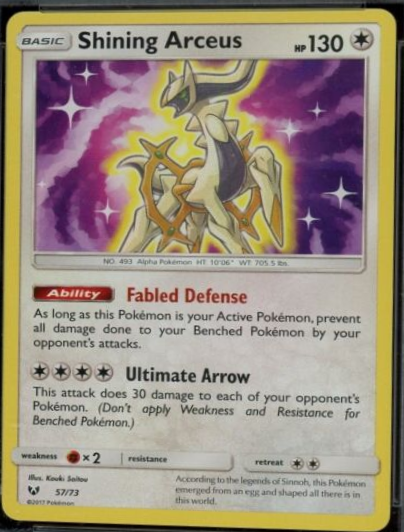 BASIC Shining Arceus HP 130
NO. 493 Alpha Pokémon HT: 10'06" WT: 705.5 lbs.
Ability Fabled Defense
As long as this Pokémon is your Active Pokémon, prevent
all damage done to your Benched Pokémon by your
opponent's attacks.
Ultimate Arrow
This attack does 30 damage to each of your opponent's
Pokémon. (Don't apply Weakness and Resistance for
Benched Pokémon.)
weakness ×2 resistance retreat
Illus. Kouki Saitou
57/73
©2017 Pokémon
According to the legends of Sinnoh, this Pokémon
emerged from an egg and shaped all there is in
this world.